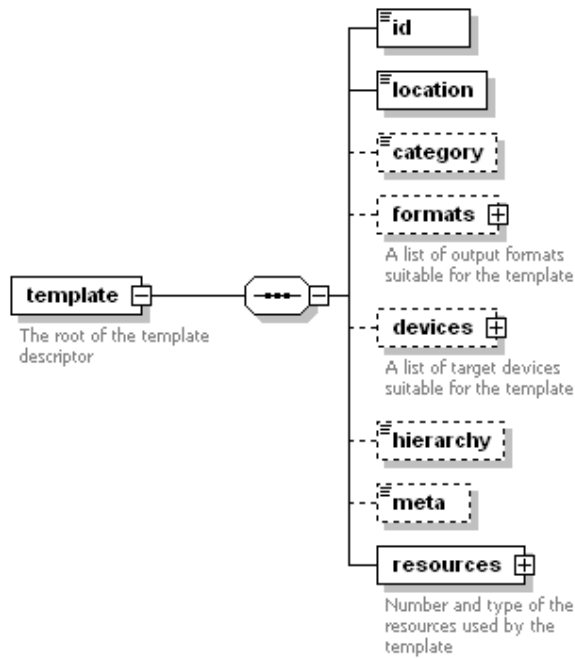 id
location
category
formats
A list of output formats
suitable for the template
template
The root of the template
descriptor
devices
A list of target devices
suitable for the template
hierarchy
meta
resources
Number and type of the
resources used by the
template